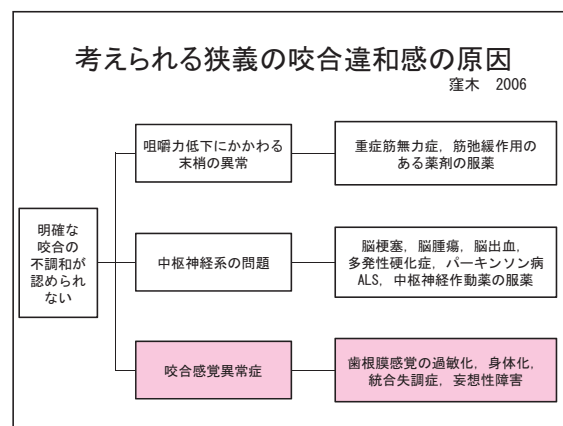 考えられる狭義の咬合違和感の原因
窪木　2006
明確な
咬合の
不調和が
認められ
ない
咀嚼力低下にかかわる
末梢の異常
重症筋無力症，筋弛緩作用の
ある薬剤の服薬
中枢神経系の問題
脳梗塞，脳腫瘍，脳出血，
多発性硬化症，パーキンソン病
ALS，中枢神経作動薬の服薬
咬合感覚異常症
歯根膜感覚の過敏化，身体化，
統合失調症，妄想性障害